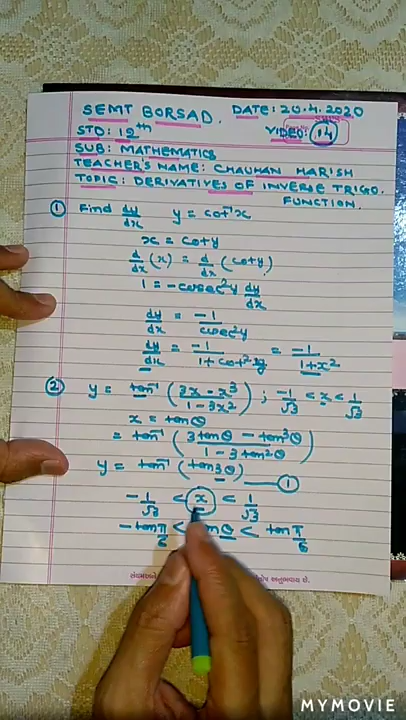 SEMT BORSAD. DATE: 20.4.2020
STD: 12th VIDEO: 14
SUB: MATHEMATICS
TEACHER'S NAME: CHAUHAN HARISH
TOPIC: DERIVATIVES OF INVERSE TRIGO. FUNCTION.
① Find dy/dx y = cot⁻¹x
x = cot y
d/dx (x) = d/dx (cot y)
1 = -cosec²y dy/dx
dy/dx = -1/cosec²y
dy/dx = -1/1+cot²y = -1/1+x²
② y = tan⁻¹ (3x-x³/1-3x²) ; -1/√3 < x < 1/√3
x = tanθ
= tan⁻¹ (3tanθ - tan³θ/1-3tan²θ)
y = tan⁻¹ (tan3θ) — ①
-1/√3 < x < 1/√3
-tan π/6 < tanθ < tan π/6
MYMOVIE